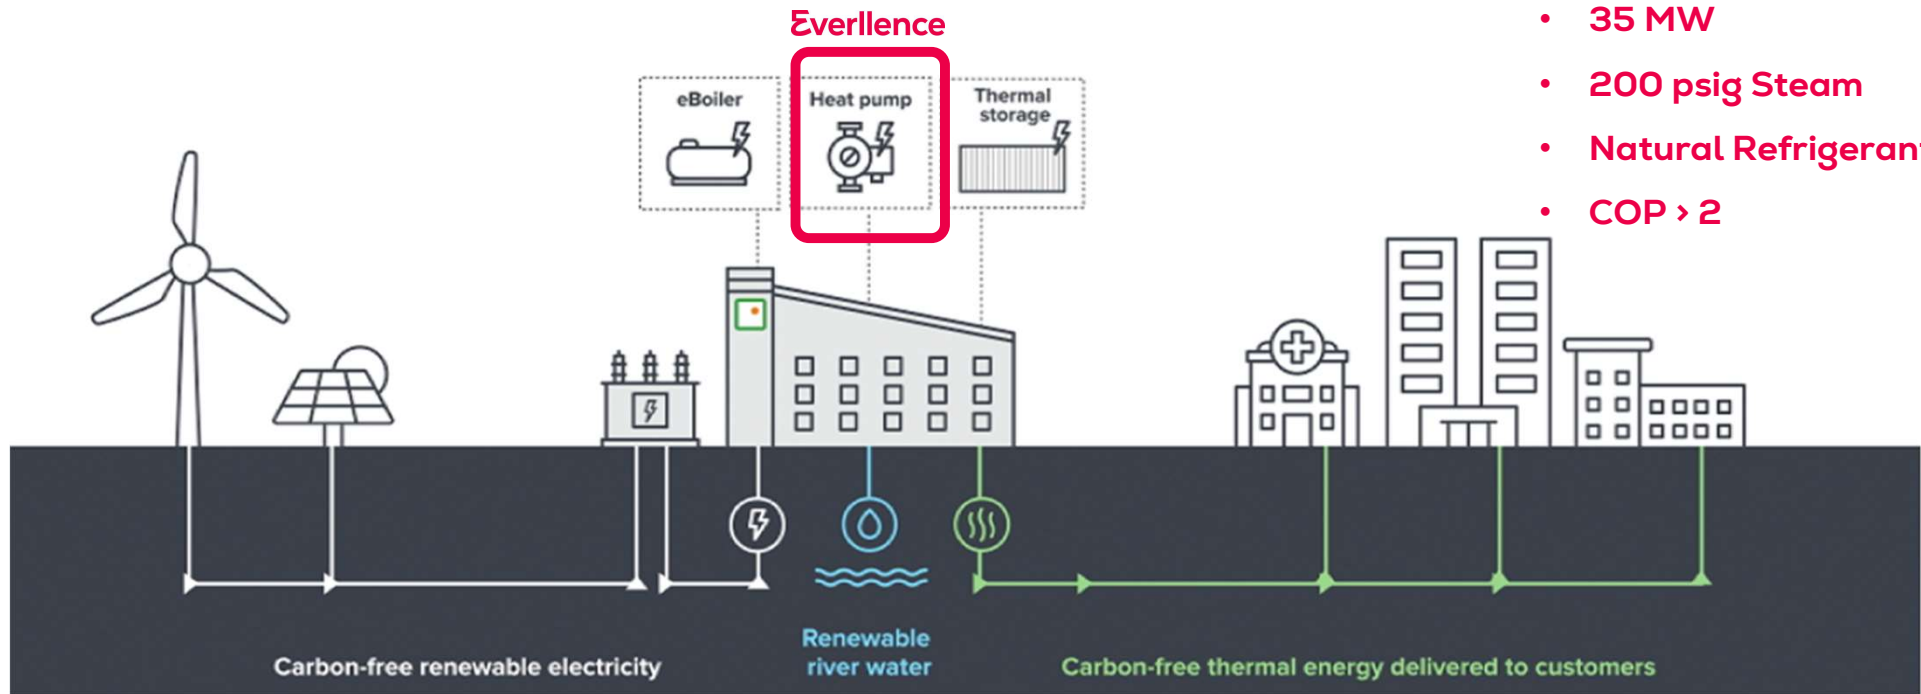 Everllence
eBoiler
Heat pump
Thermal
storage
• 35 MW
• 200 psig Steam
• Natural Refrigerant
• COP > 2
Carbon-free renewable electricity
Renewable
river water
Carbon-free thermal energy delivered to customers